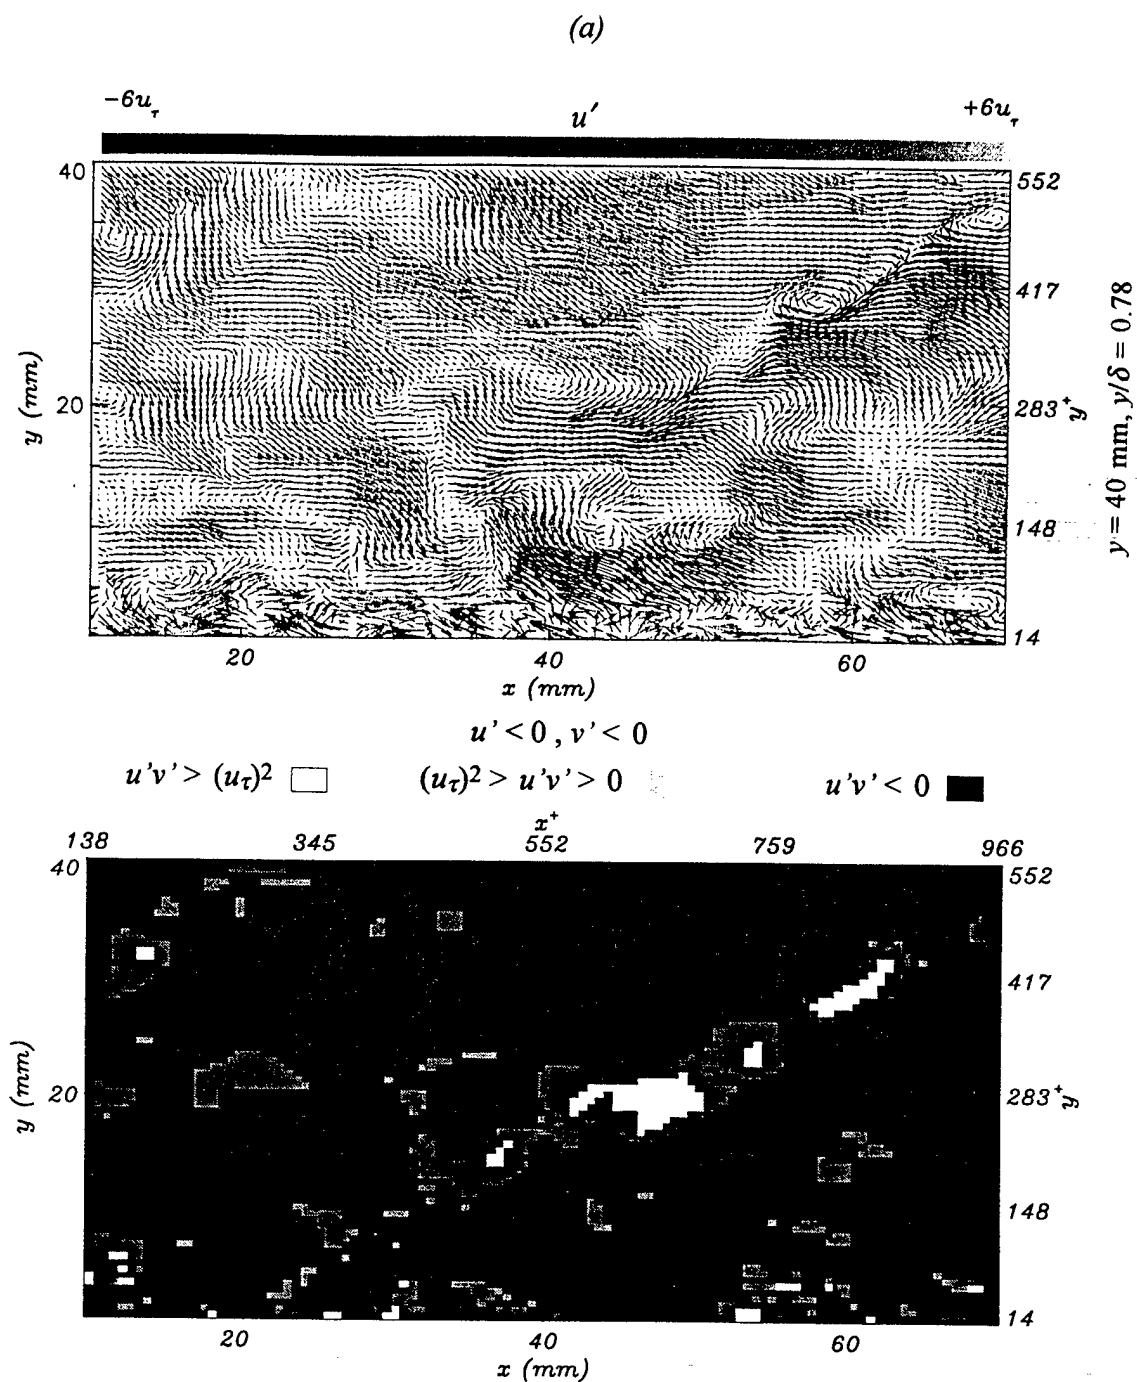 (a)
−6u_τ u′ +6u_τ
40 552
417
20 283 y⁺
148
14
y (mm)
y = 40 mm, y/δ = 0.78
20 40 60
x (mm)
u’ < 0 , v’ < 0
u’v’ > (u_τ)² (u_τ)² > u’v’ > 0 u’v’ < 0
x⁺
138 345 552 759 966
40 552
417
20 283 y⁺
148
14
y (mm)
20 40 60
x (mm)